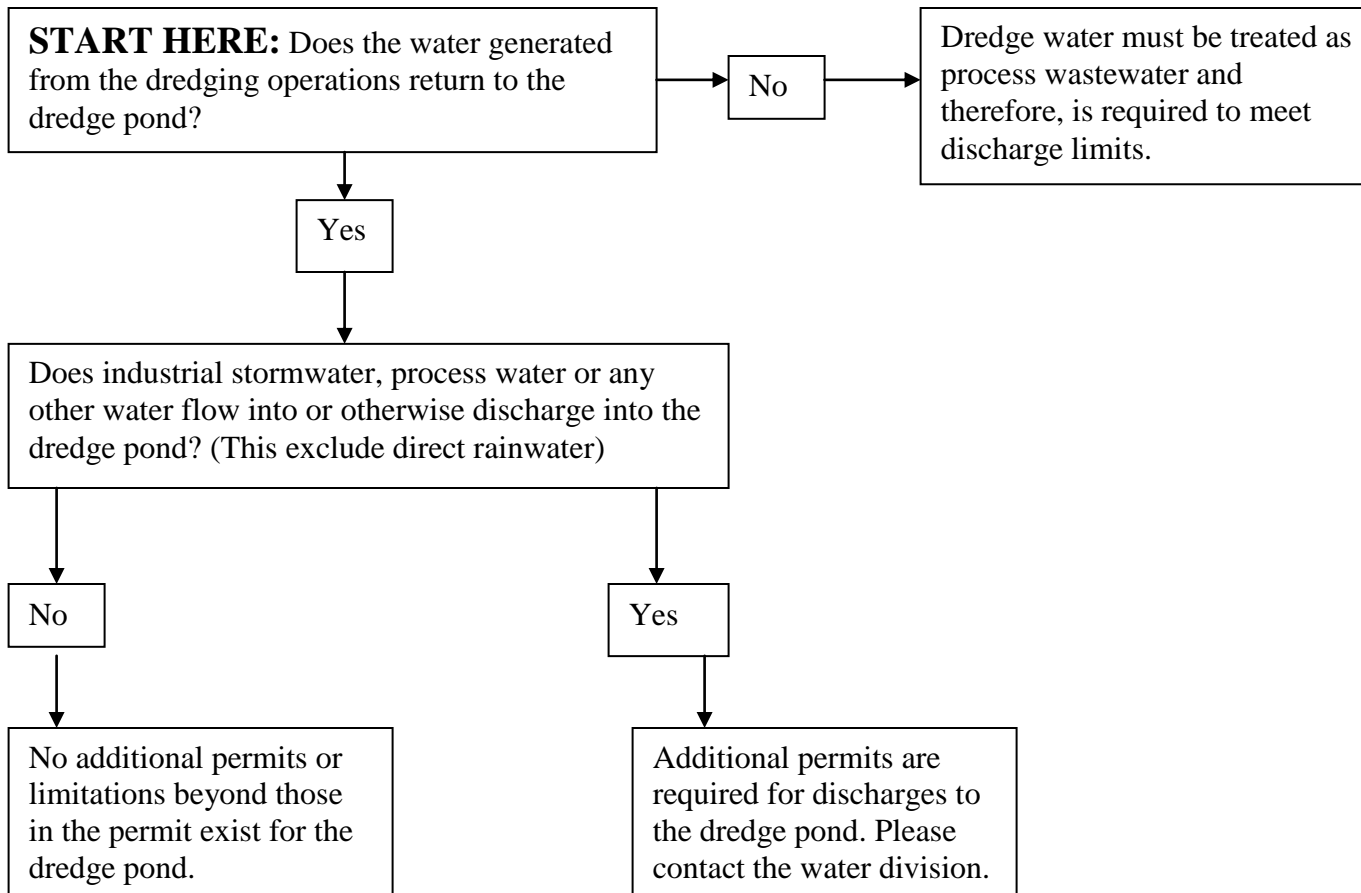 START HERE: Does the water generated
from the dredging operations return to the
dredge pond?
No
Dredge water must be treated as
process wastewater and
therefore, is required to meet
discharge limits.
Yes
Does industrial stormwater, process water or any
other water flow into or otherwise discharge into the
dredge pond? (This exclude direct rainwater)
No
Yes
No additional permits or
limitations beyond those
in the permit exist for the
dredge pond.
Additional permits are
required for discharges to
the dredge pond. Please
contact the water division.